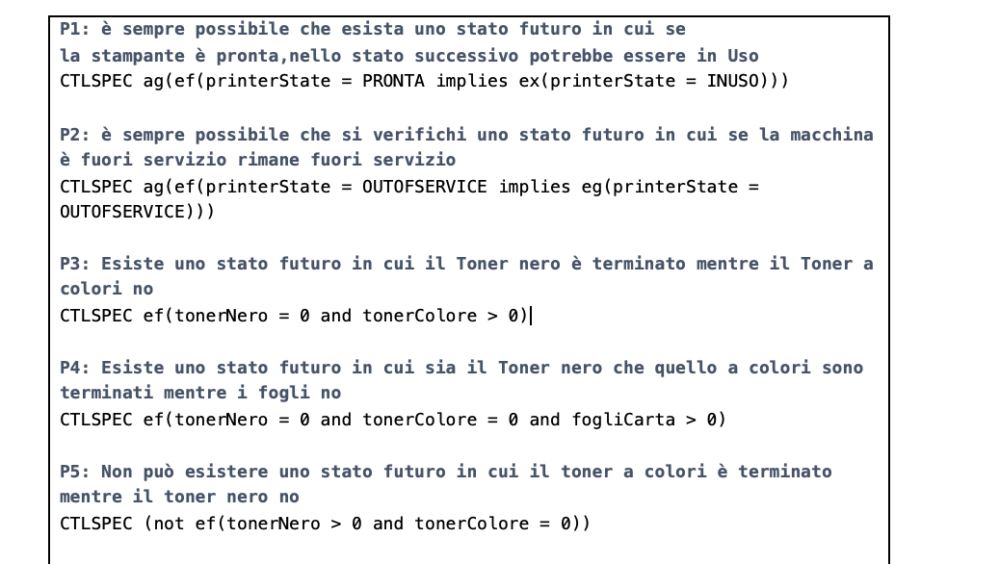 P1: è sempre possibile che esista uno stato futuro in cui se
la stampante è pronta,nello stato successivo potrebbe essere in Uso
CTLSPEC ag(ef(printerState = PRONTA implies ex(printerState = INUSO)))
P2: è sempre possibile che si verifichi uno stato futuro in cui se la macchina
è fuori servizio rimane fuori servizio
CTLSPEC ag(ef(printerState = OUTOFSERVICE implies eg(printerState =
OUTOFSERVICE)))
P3: Esiste uno stato futuro in cui il Toner nero è terminato mentre il Toner a
colori no
CTLSPEC ef(tonerNero = 0 and tonerColore > 0)
P4: Esiste uno stato futuro in cui sia il Toner nero che quello a colori sono
terminati mentre i fogli no
CTLSPEC ef(tonerNero = 0 and tonerColore = 0 and fogliCarta > 0)
P5: Non può esistere uno stato futuro in cui il toner a colori è terminato
mentre il toner nero no
CTLSPEC (not ef(tonerNero > 0 and tonerColore = 0))